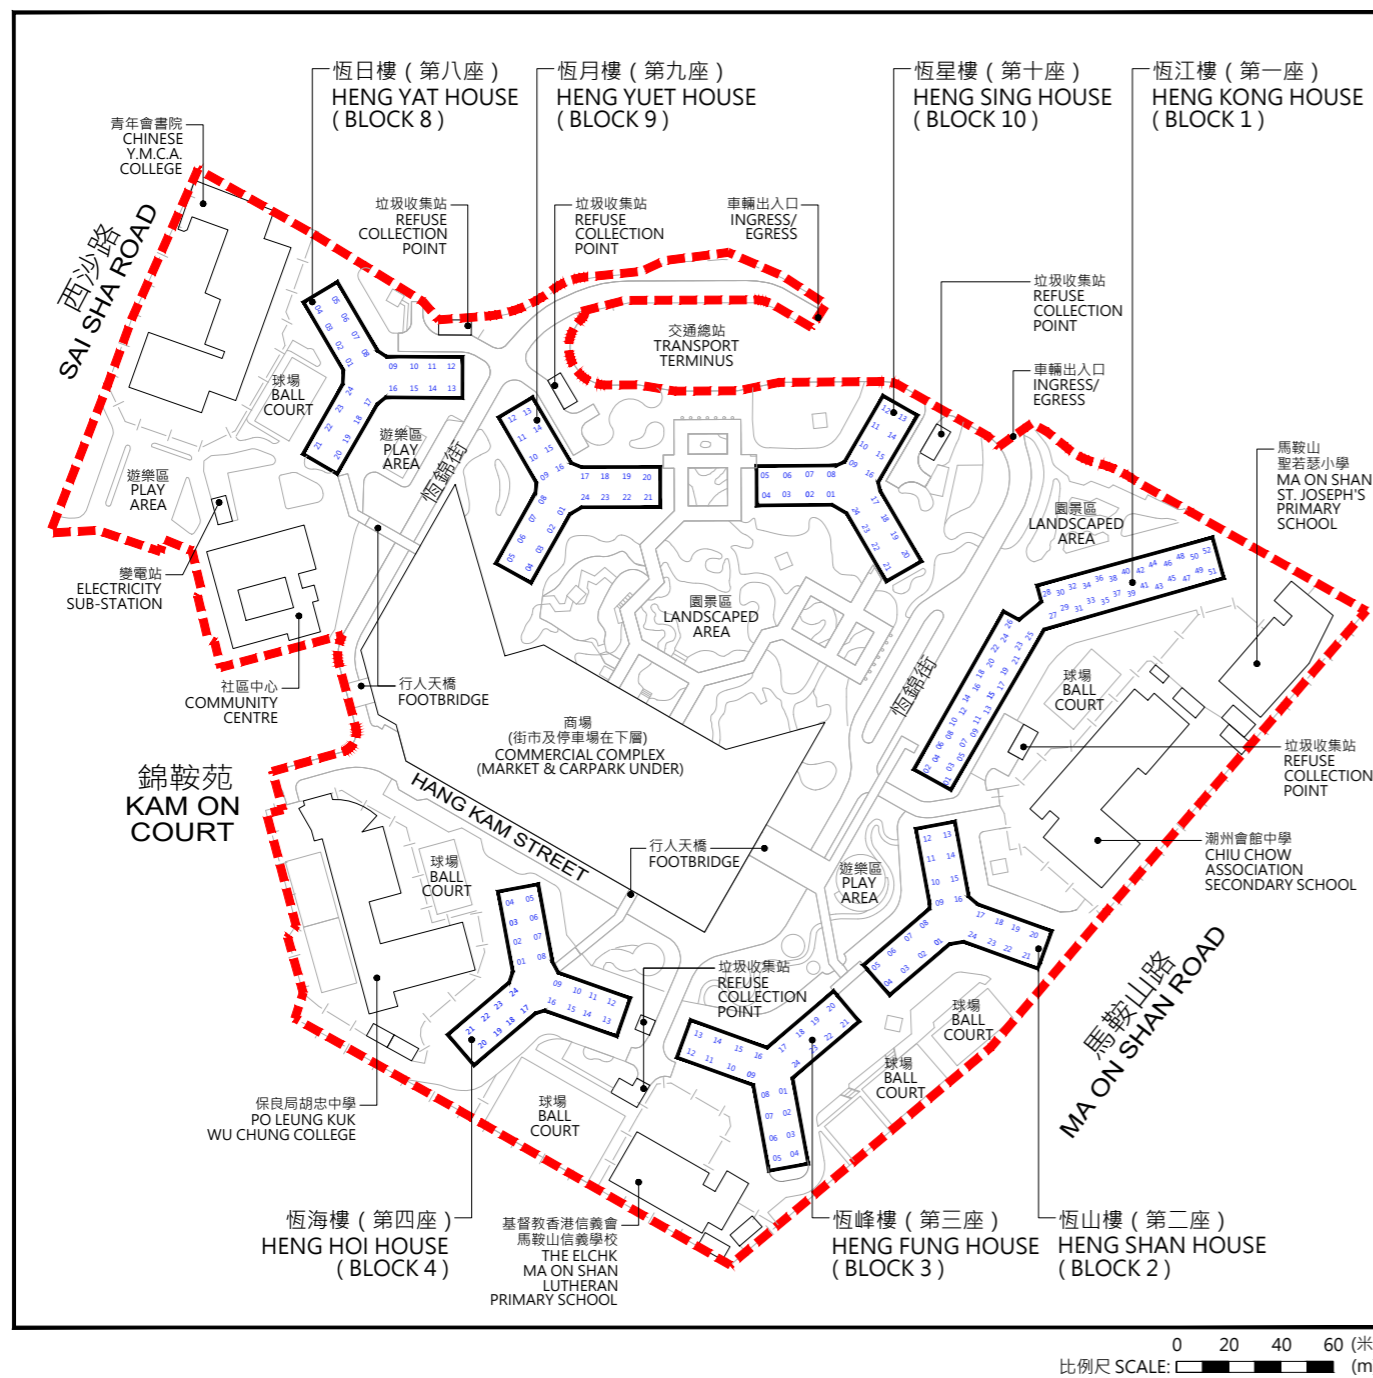 恆日樓（第八座）
HENG YAT HOUSE
( BLOCK 8 )
恆月樓（第九座）
HENG YUET HOUSE
( BLOCK 9 )
恆星樓（第十座）
HENG SING HOUSE
( BLOCK 10 )
恆江樓（第一座）
HENG KONG HOUSE
( BLOCK 1 )
青年會書院
CHINESE
Y.M.C.A.
COLLEGE
垃圾收集站
REFUSE
COLLECTION
POINT
垃圾收集站
REFUSE
COLLECTION
POINT
車輛出入口
INGRESS/
EGRESS
垃圾收集站
REFUSE
COLLECTION
POINT
西沙路
SAI SHA ROAD
交通總站
TRANSPORT
TERMINUS
車輛出入口
INGRESS/
EGRESS
球場
BALL
COURT
遊樂區
PLAY
AREA
恆錦街
遊樂區
PLAY
AREA
馬鞍山
聖若瑟小學
MA ON SHAN
ST. JOSEPH'S
PRIMARY
SCHOOL
園景區
LANDSCAPED
AREA
變電站
ELECTRICITY
SUB-STATION
園景區
LANDSCAPED
AREA
社區中心
COMMUNITY
CENTRE
行人天橋
FOOTBRIDGE
恆錦街
球場
BALL
COURT
商場
(街市及停車場在下層)
COMMERCIAL COMPLEX
(MARKET & CARPARK UNDER)
垃圾收集站
REFUSE
COLLECTION
POINT
錦鞍苑
KAM ON
COURT
HANG KAM STREET
行人天橋
FOOTBRIDGE
潮州會館中學
CHIU CHOW
ASSOCIATION
SECONDARY SCHOOL
球場
BALL
COURT
遊樂區
PLAY
AREA
馬鞍山路
MA ON SHAN ROAD
垃圾收集站
REFUSE
COLLECTION
POINT
球場
BALL
COURT
球場
BALL
COURT
保良局胡忠中學
PO LEUNG KUK
WU CHUNG COLLEGE
球場
BALL
COURT
恆海樓（第四座）
HENG HOI HOUSE
( BLOCK 4 )
基督教香港信義會
馬鞍山信義學校
THE ELCHK
MA ON SHAN
LUTHERAN
PRIMARY SCHOOL
恆峰樓（第三座）
HENG FUNG HOUSE
( BLOCK 3 )
恆山樓（第二座）
HENG SHAN HOUSE
( BLOCK 2 )
0 20 40 60 (米
比例尺 SCALE: (m